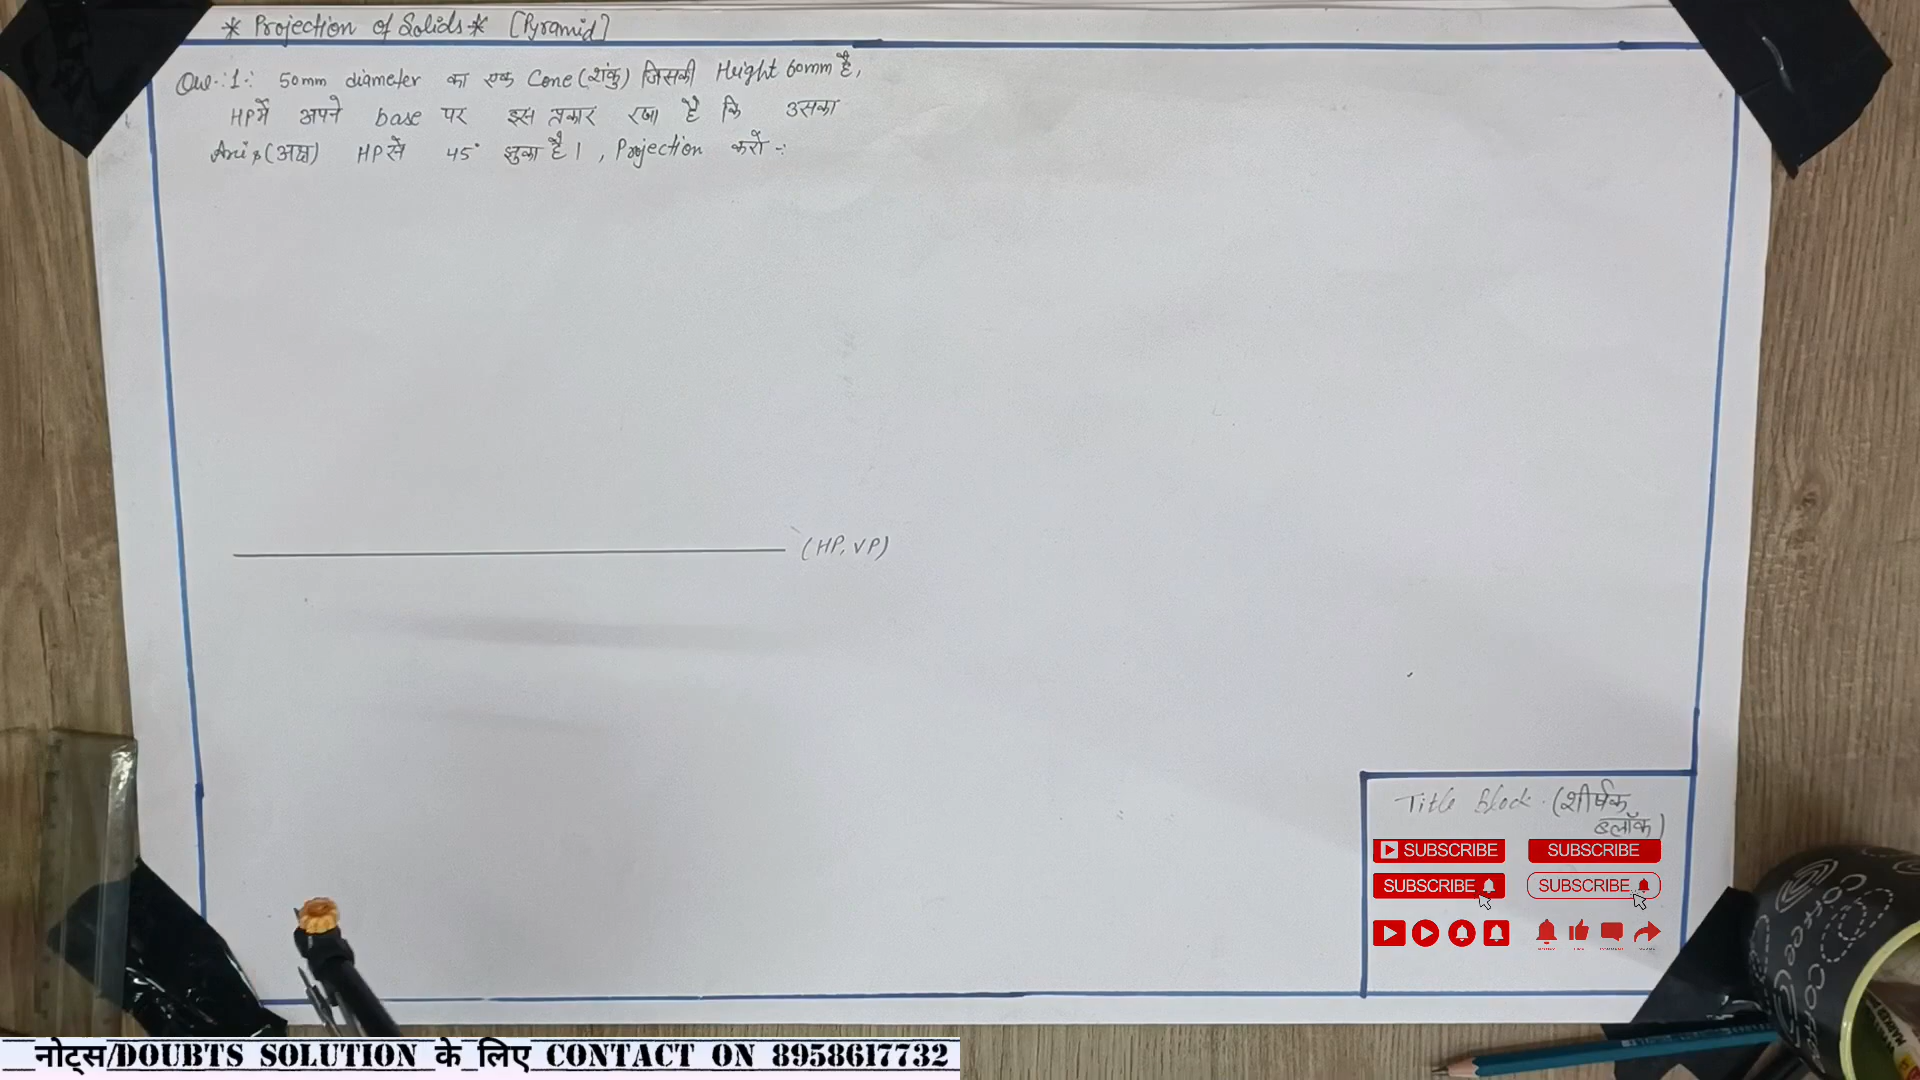 * Projection of Solids * [Pyramid]
Que.:1.: 50mm diameter का एक Cone (शंकु) जिसकी Height 60mm है,
HP में अपने base पर इस प्रकार रखा है कि उसका
Axis (अक्ष) HP से 45° झुका है। , Projection करो -:
(HP, VP)
Title Block. (शीर्षक
ब्लॉक)
SUBSCRIBE SUBSCRIBE
SUBSCRIBE SUBSCRIBE
coffee
नोट्स/DOUBTS SOLUTION के लिए CONTACT ON 8958617732